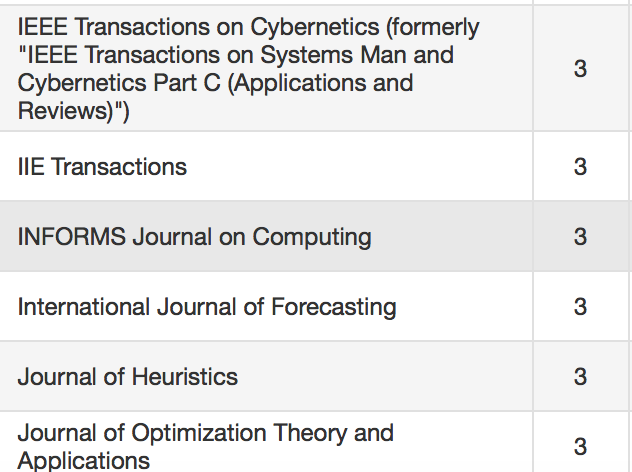 IEEE Transactions on Cybernetics (formerly
"IEEE Transactions on Systems Man and
Cybernetics Part C (Applications and
Reviews)")
3
IIE Transactions
3
INFORMS Journal on Computing
3
International Journal of Forecasting
3
Journal of Heuristics
3
Journal of Optimization Theory and
Applications
3